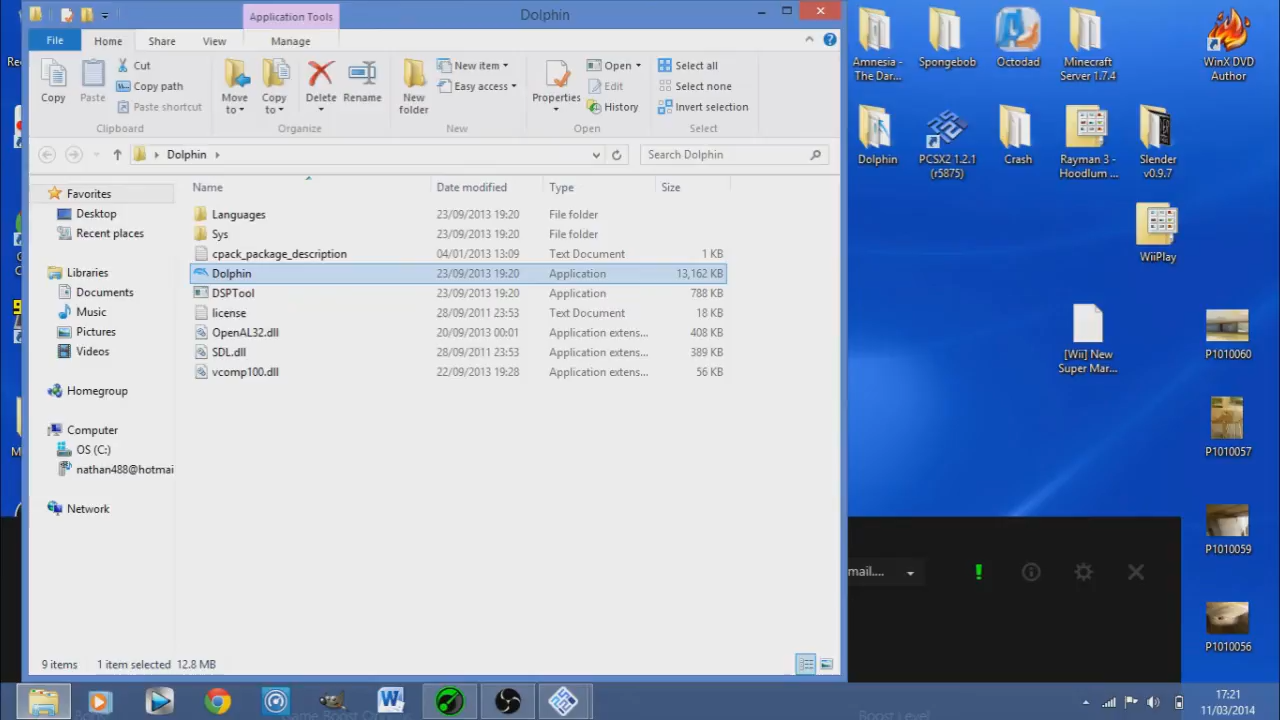 Application Tools
Dolphin
File
Home
Share
View
Manage
Copy
Paste
Cut
Copy path
Paste shortcut
Clipboard
Move to
Copy to
Delete
Rename
Organize
New folder
New item
Easy access
New
Properties
Open
Edit
History
Open
Select all
Select none
Invert selection
Select
Dolphin
Search Dolphin
Favorites
Desktop
Recent places
Libraries
Documents
Music
Pictures
Videos
Homegroup
Computer
OS (C:)
nathan488@hotmai
Network
Name Date modified Type Size
Languages 23/09/2013 19:20 File folder
Sys 23/09/2013 19:20 File folder
cpack_package_description 04/01/2013 13:09 Text Document 1 KB
Dolphin 23/09/2013 19:20 Application 13,162 KB
DSPTool 23/09/2013 19:20 Application 788 KB
license 28/09/2011 23:53 Text Document 18 KB
OpenAL32.dll 20/09/2013 00:01 Application extens... 408 KB
SDL.dll 28/09/2011 23:53 Application extens... 389 KB
vcomp100.dll 22/09/2013 19:28 Application extens... 56 KB
9 items 1 item selected 12.8 MB
Amnesia -
The Dar...
Spongebob
Octodad
Minecraft
Server 1.7.4
WinX DVD
Author
Dolphin
PCSX2 1.2.1
(r5875)
Crash
Rayman 3 -
Hoodlum ...
Slender
v0.9.7
WiiPlay
[Wii] New
Super Mar...
P1010060
P1010057
P1010059
P1010056
mail....
17:21
11/03/2014